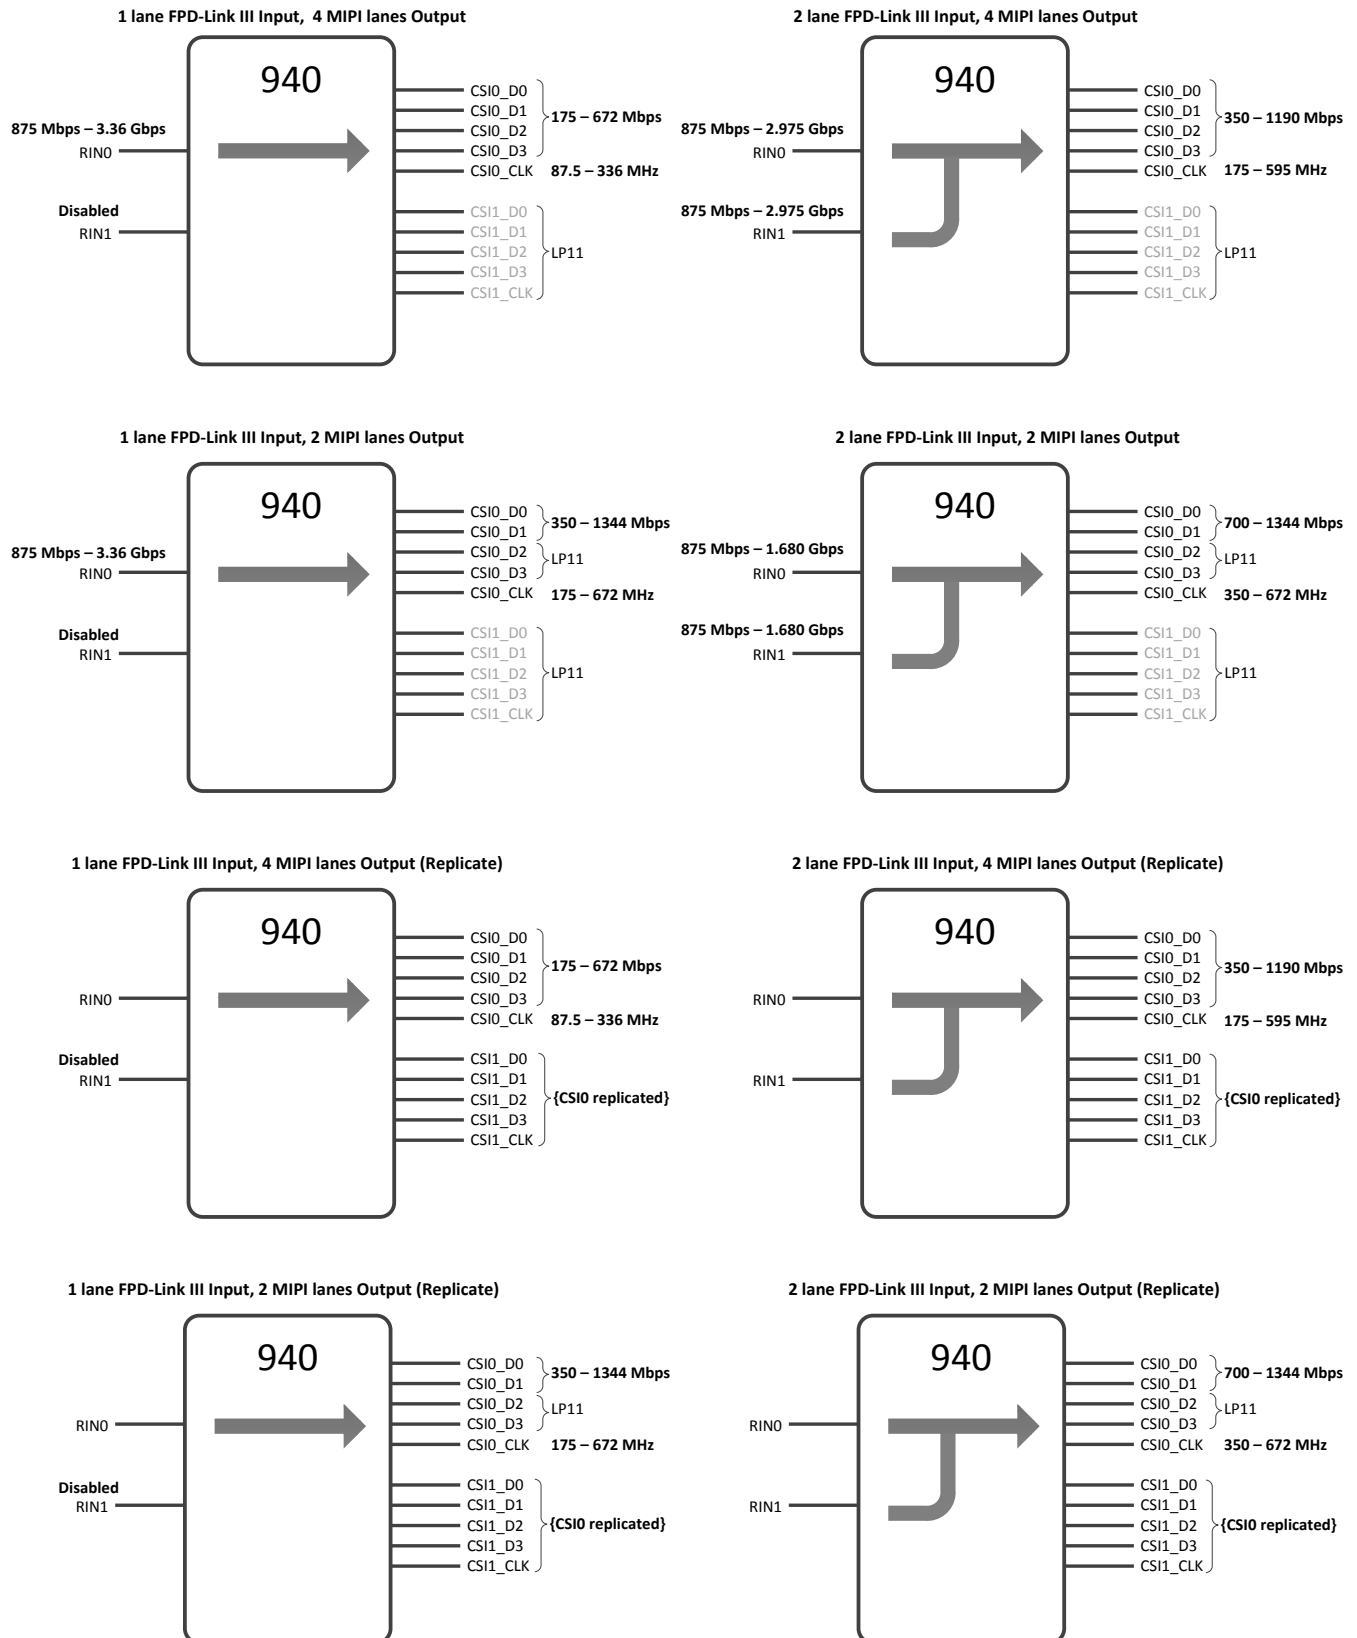 1 lane FPD-Link III Input, 4 MIPI lanes Output
940
875 Mbps – 3.36 Gbps
RIN0
Disabled
RIN1
CSI0_D0
CSI0_D1
CSI0_D2
CSI0_D3
CSI0_CLK
175 – 672 Mbps
87.5 – 336 MHz
CSI1_D0
CSI1_D1
CSI1_D2
CSI1_D3
CSI1_CLK
LP11
2 lane FPD-Link III Input, 4 MIPI lanes Output
940
875 Mbps – 2.975 Gbps
RIN0
875 Mbps – 2.975 Gbps
RIN1
CSI0_D0
CSI0_D1
CSI0_D2
CSI0_D3
CSI0_CLK
350 – 1190 Mbps
175 – 595 MHz
CSI1_D0
CSI1_D1
CSI1_D2
CSI1_D3
CSI1_CLK
LP11
1 lane FPD-Link III Input, 2 MIPI lanes Output
940
875 Mbps – 3.36 Gbps
RIN0
Disabled
RIN1
CSI0_D0
CSI0_D1
CSI0_D2
CSI0_D3
CSI0_CLK
350 – 1344 Mbps
LP11
175 – 672 MHz
CSI1_D0
CSI1_D1
CSI1_D2
CSI1_D3
CSI1_CLK
LP11
2 lane FPD-Link III Input, 2 MIPI lanes Output
940
875 Mbps – 1.680 Gbps
RIN0
875 Mbps – 1.680 Gbps
RIN1
CSI0_D0
CSI0_D1
CSI0_D2
CSI0_D3
CSI0_CLK
700 – 1344 Mbps
LP11
350 – 672 MHz
CSI1_D0
CSI1_D1
CSI1_D2
CSI1_D3
CSI1_CLK
LP11
1 lane FPD-Link III Input, 4 MIPI lanes Output (Replicate)
940
RIN0
Disabled
RIN1
CSI0_D0
CSI0_D1
CSI0_D2
CSI0_D3
CSI0_CLK
175 – 672 Mbps
87.5 – 336 MHz
CSI1_D0
CSI1_D1
CSI1_D2
CSI1_D3
CSI1_CLK
{CSI0 replicated}
2 lane FPD-Link III Input, 4 MIPI lanes Output (Replicate)
940
RIN0
RIN1
CSI0_D0
CSI0_D1
CSI0_D2
CSI0_D3
CSI0_CLK
350 – 1190 Mbps
175 – 595 MHz
CSI1_D0
CSI1_D1
CSI1_D2
CSI1_D3
CSI1_CLK
{CSI0 replicated}
1 lane FPD-Link III Input, 2 MIPI lanes Output (Replicate)
940
RIN0
Disabled
RIN1
CSI0_D0
CSI0_D1
CSI0_D2
CSI0_D3
CSI0_CLK
350 – 1344 Mbps
LP11
175 – 672 MHz
CSI1_D0
CSI1_D1
CSI1_D2
CSI1_D3
CSI1_CLK
{CSI0 replicated}
2 lane FPD-Link III Input, 2 MIPI lanes Output (Replicate)
940
RIN0
RIN1
CSI0_D0
CSI0_D1
CSI0_D2
CSI0_D3
CSI0_CLK
700 – 1344 Mbps
LP11
350 – 672 MHz
CSI1_D0
CSI1_D1
CSI1_D2
CSI1_D3
CSI1_CLK
{CSI0 replicated}